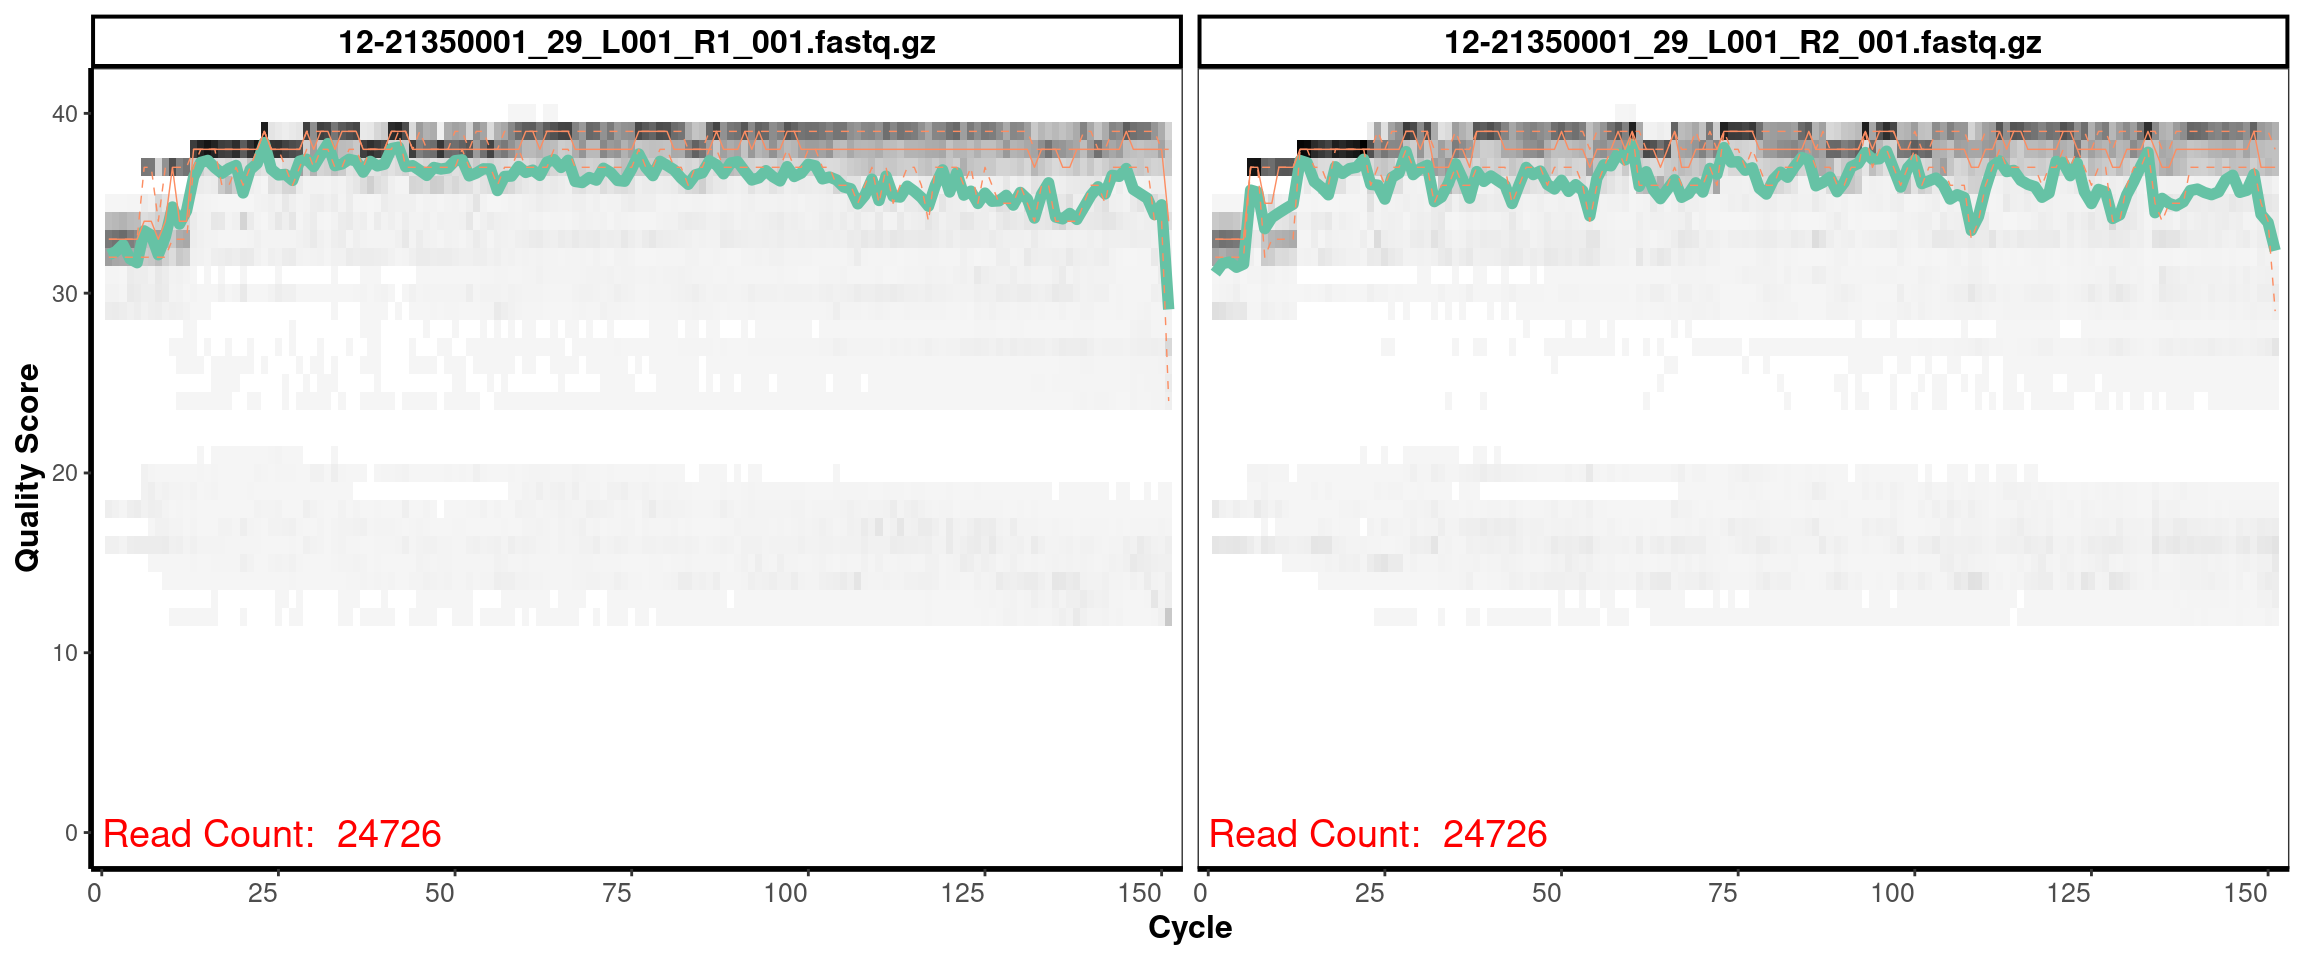 12-21350001_29_L001_R1_001.fastq.gz
12-21350001_29_L001_R2_001.fastq.gz
Quality Score
40
30
20
10
0
Read Count: 24726
Read Count: 24726
0 25 50 75 100 125 150
0 25 50 75 100 125 150
Cycle